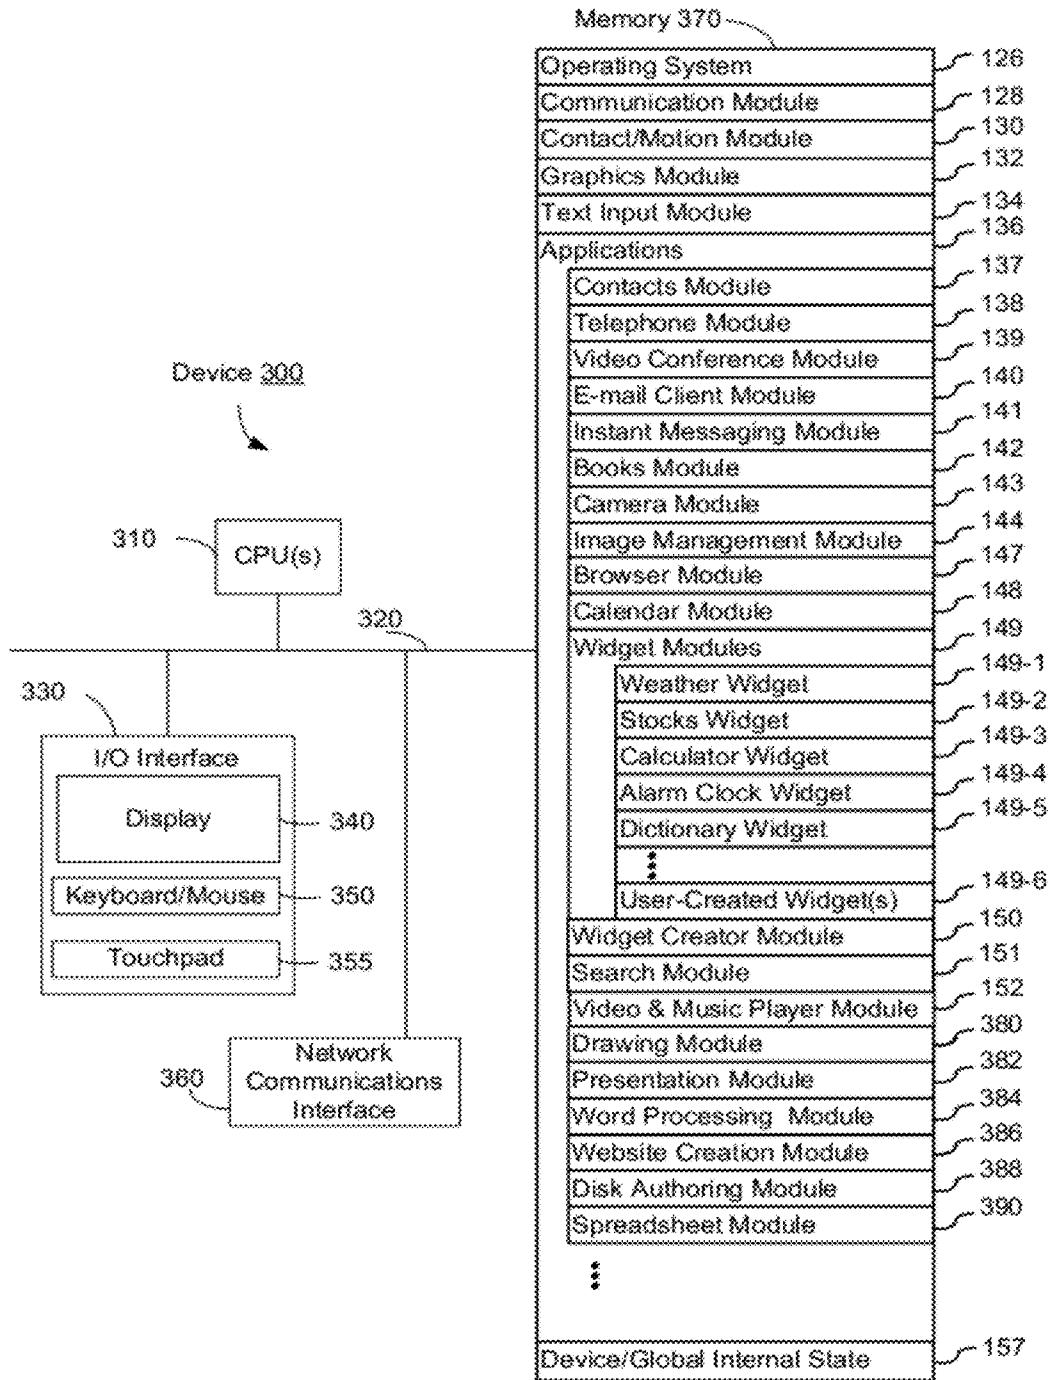 Memory 370
Operating System 126
Communication Module 128
Contact/Motion Module 130
Graphics Module 132
Text Input Module 134
Applications 136
Contacts Module 137
Telephone Module 138
Video Conference Module 139
E-mail Client Module 140
Instant Messaging Module 141
Books Module 142
Camera Module 143
Image Management Module 144
Browser Module 147
Calendar Module 148
Widget Modules 149
Weather Widget 149-1
Stocks Widget 149-2
Calculator Widget 149-3
Alarm Clock Widget 149-4
Dictionary Widget 149-5
User-Created Widget(s) 149-6
Widget Creator Module 150
Search Module 151
Video & Music Player Module 152
Drawing Module 380
Presentation Module 382
Word Processing Module 384
Website Creation Module 386
Disk Authoring Module 388
Spreadsheet Module 390
Device/Global Internal State 157
Device 300
310
CPU(s)
320
330
I/O Interface
Display 340
Keyboard/Mouse 350
Touchpad 355
360
Network
Communications
Interface